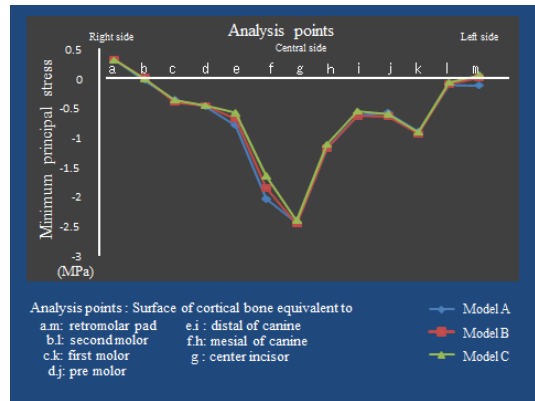 Analysis points
Right side
Central side
Left side
a b c d e f g h i j k l m
0.5
0
-0.5
-1
-1.5
-2
-2.5
-3
(MPa)
Minimum principal stress
Analysis points : Surface of cortical bone equivalent to
a.m: retromolar pad
b.l: second molor
c.k: first molor
d.j: pre molor
e.i : distal of canine
f.h: mesial of canine
g : center incisor
Model A
Model B
Model C